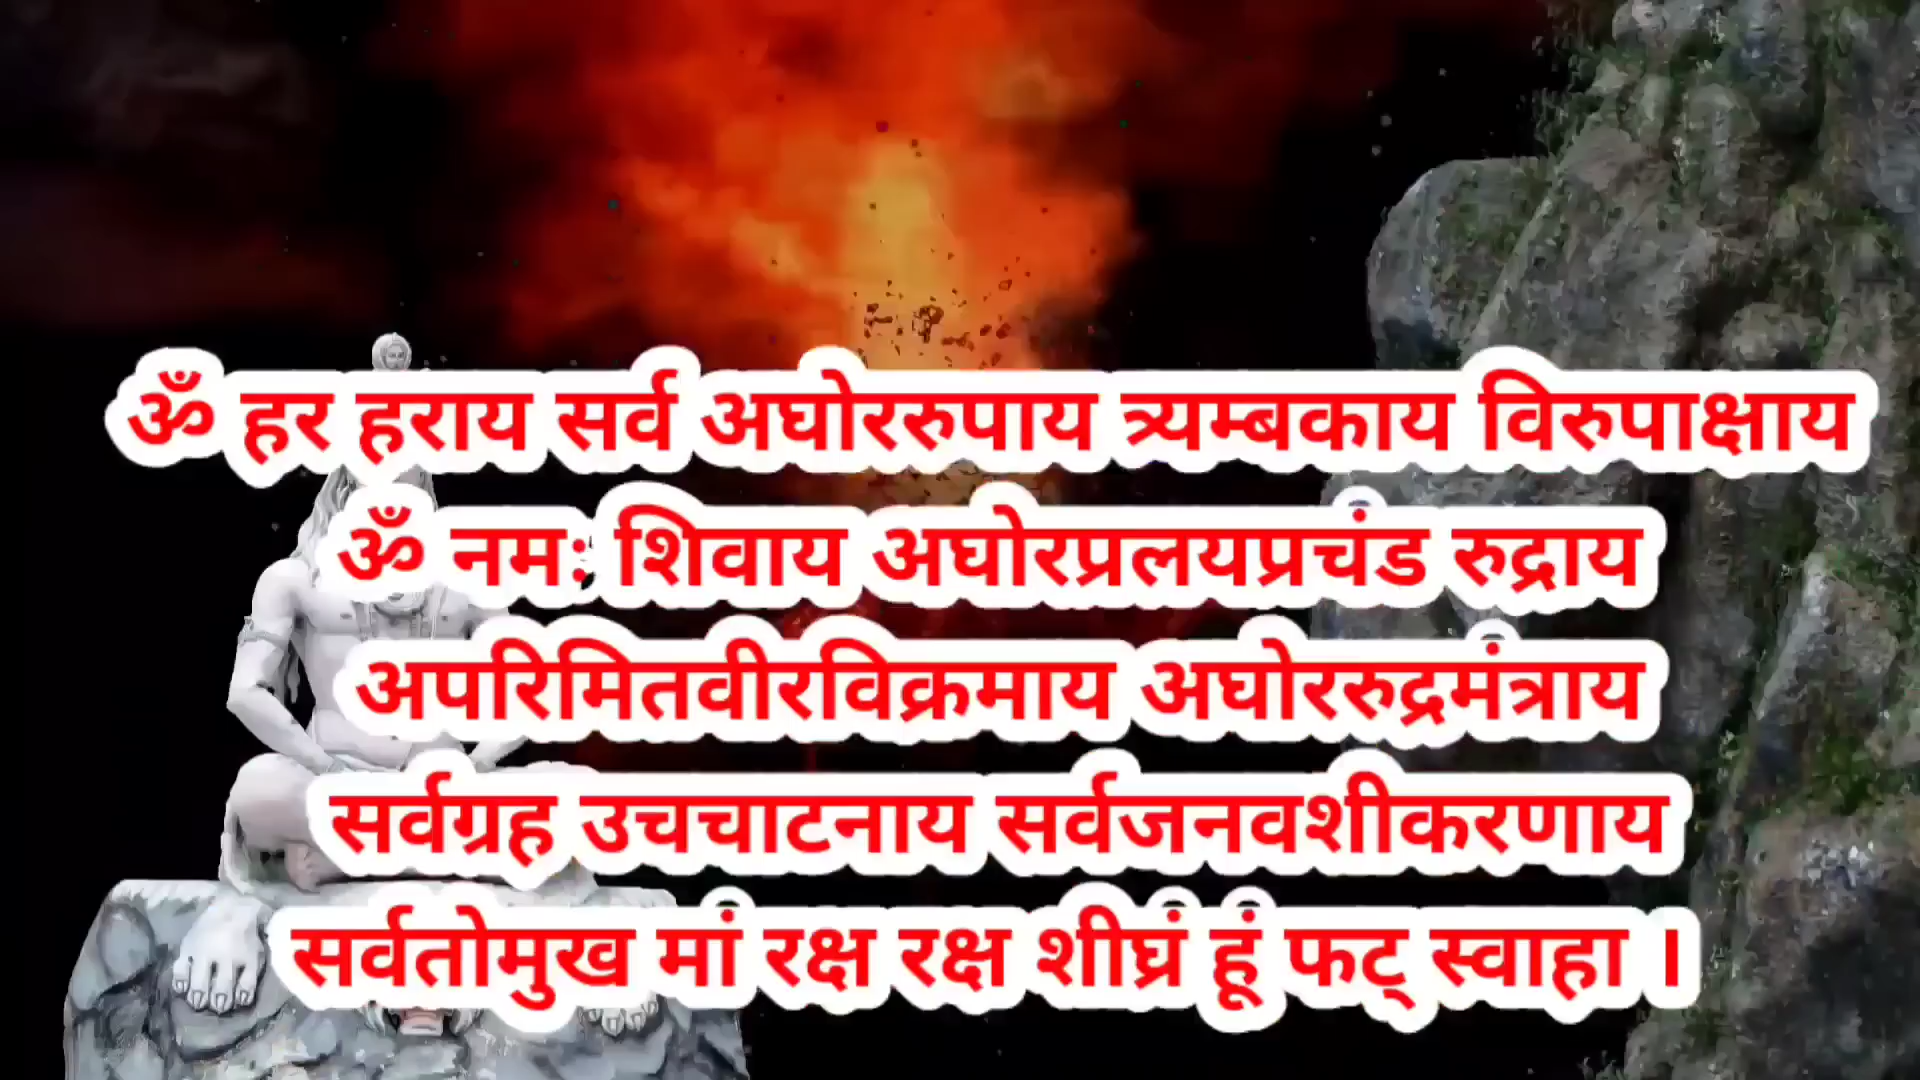 ॐ हर हराय सर्व अघोररुपाय त्र्यम्बकाय विरुपाक्षाय
ॐ नम: शिवाय अघोरप्रलयप्रचंड रुद्राय
अपरिमितवीरविक्रमाय अघोररुद्रमंत्राय
सर्वग्रह उचचाटनाय सर्वजनवशीकरणाय
सर्वतोमुख मां रक्ष रक्ष शीघ्रं हूं फट् स्वाहा ।